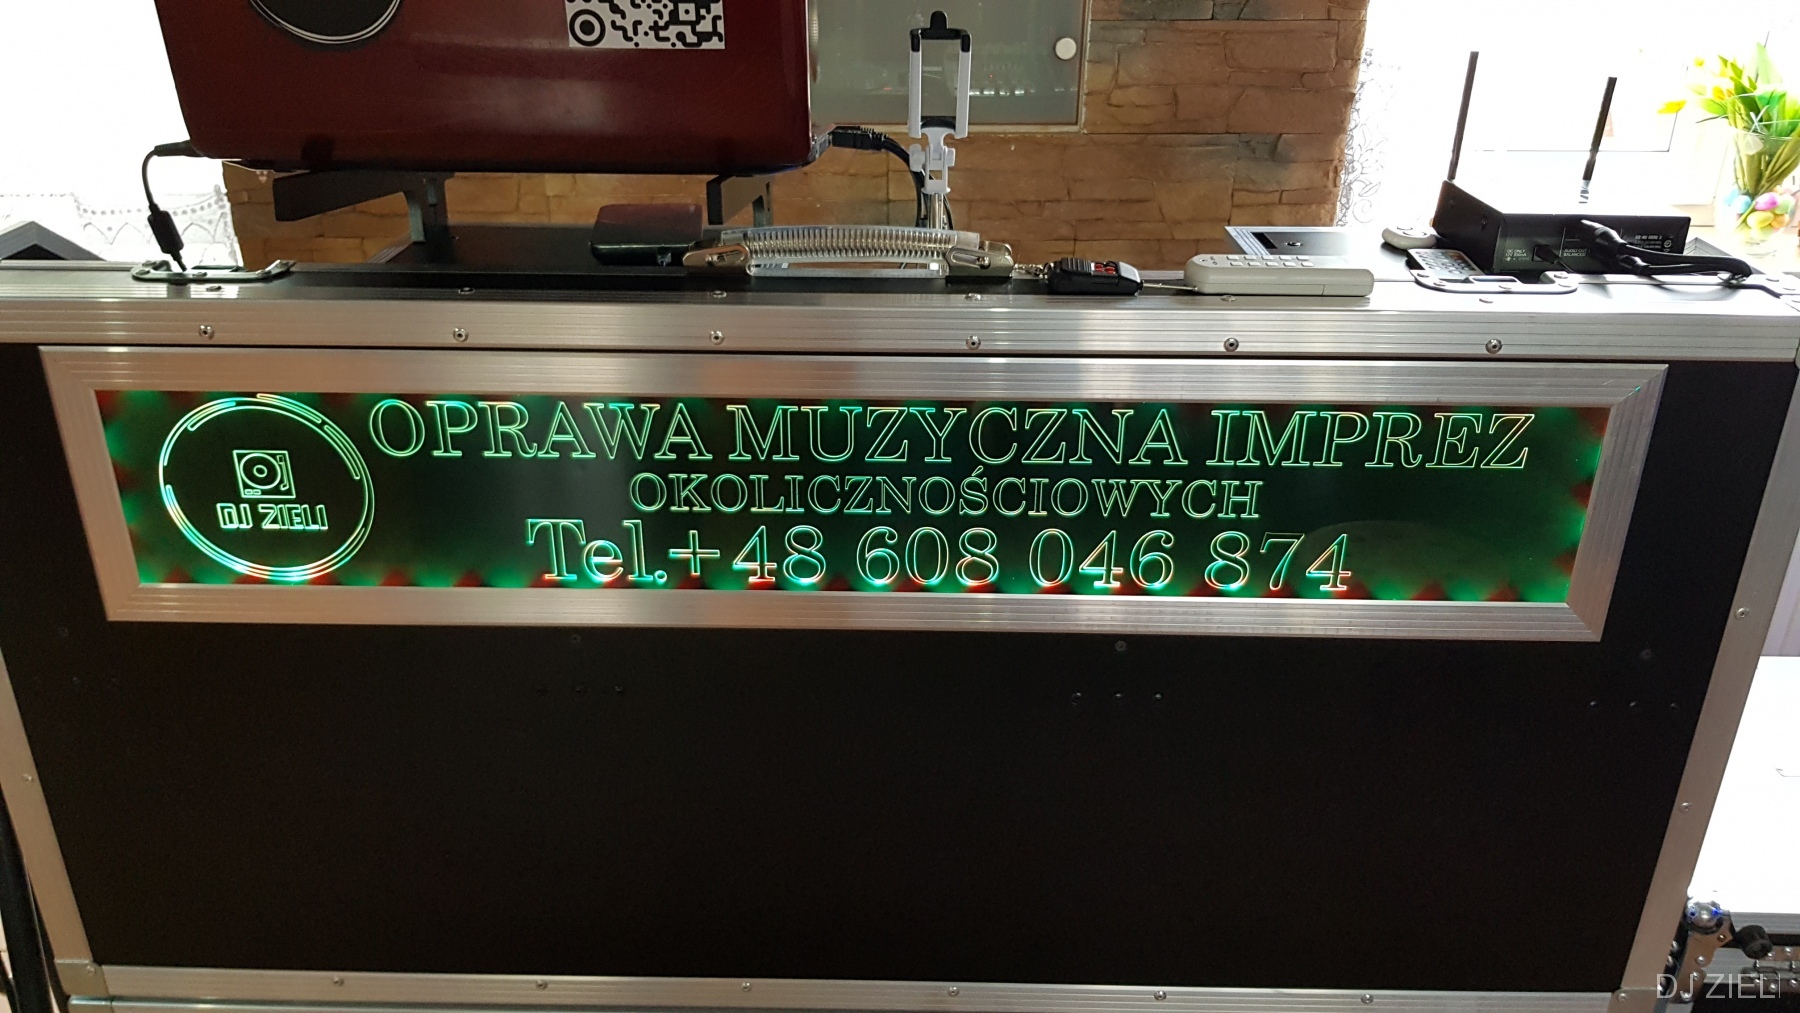 DJ ZIELI
OPRAWA MUZYCZNA IMPREZ
OKOLICZNOŚCIOWYCH
Tel.+48 608 046 874
DJ ZIELI